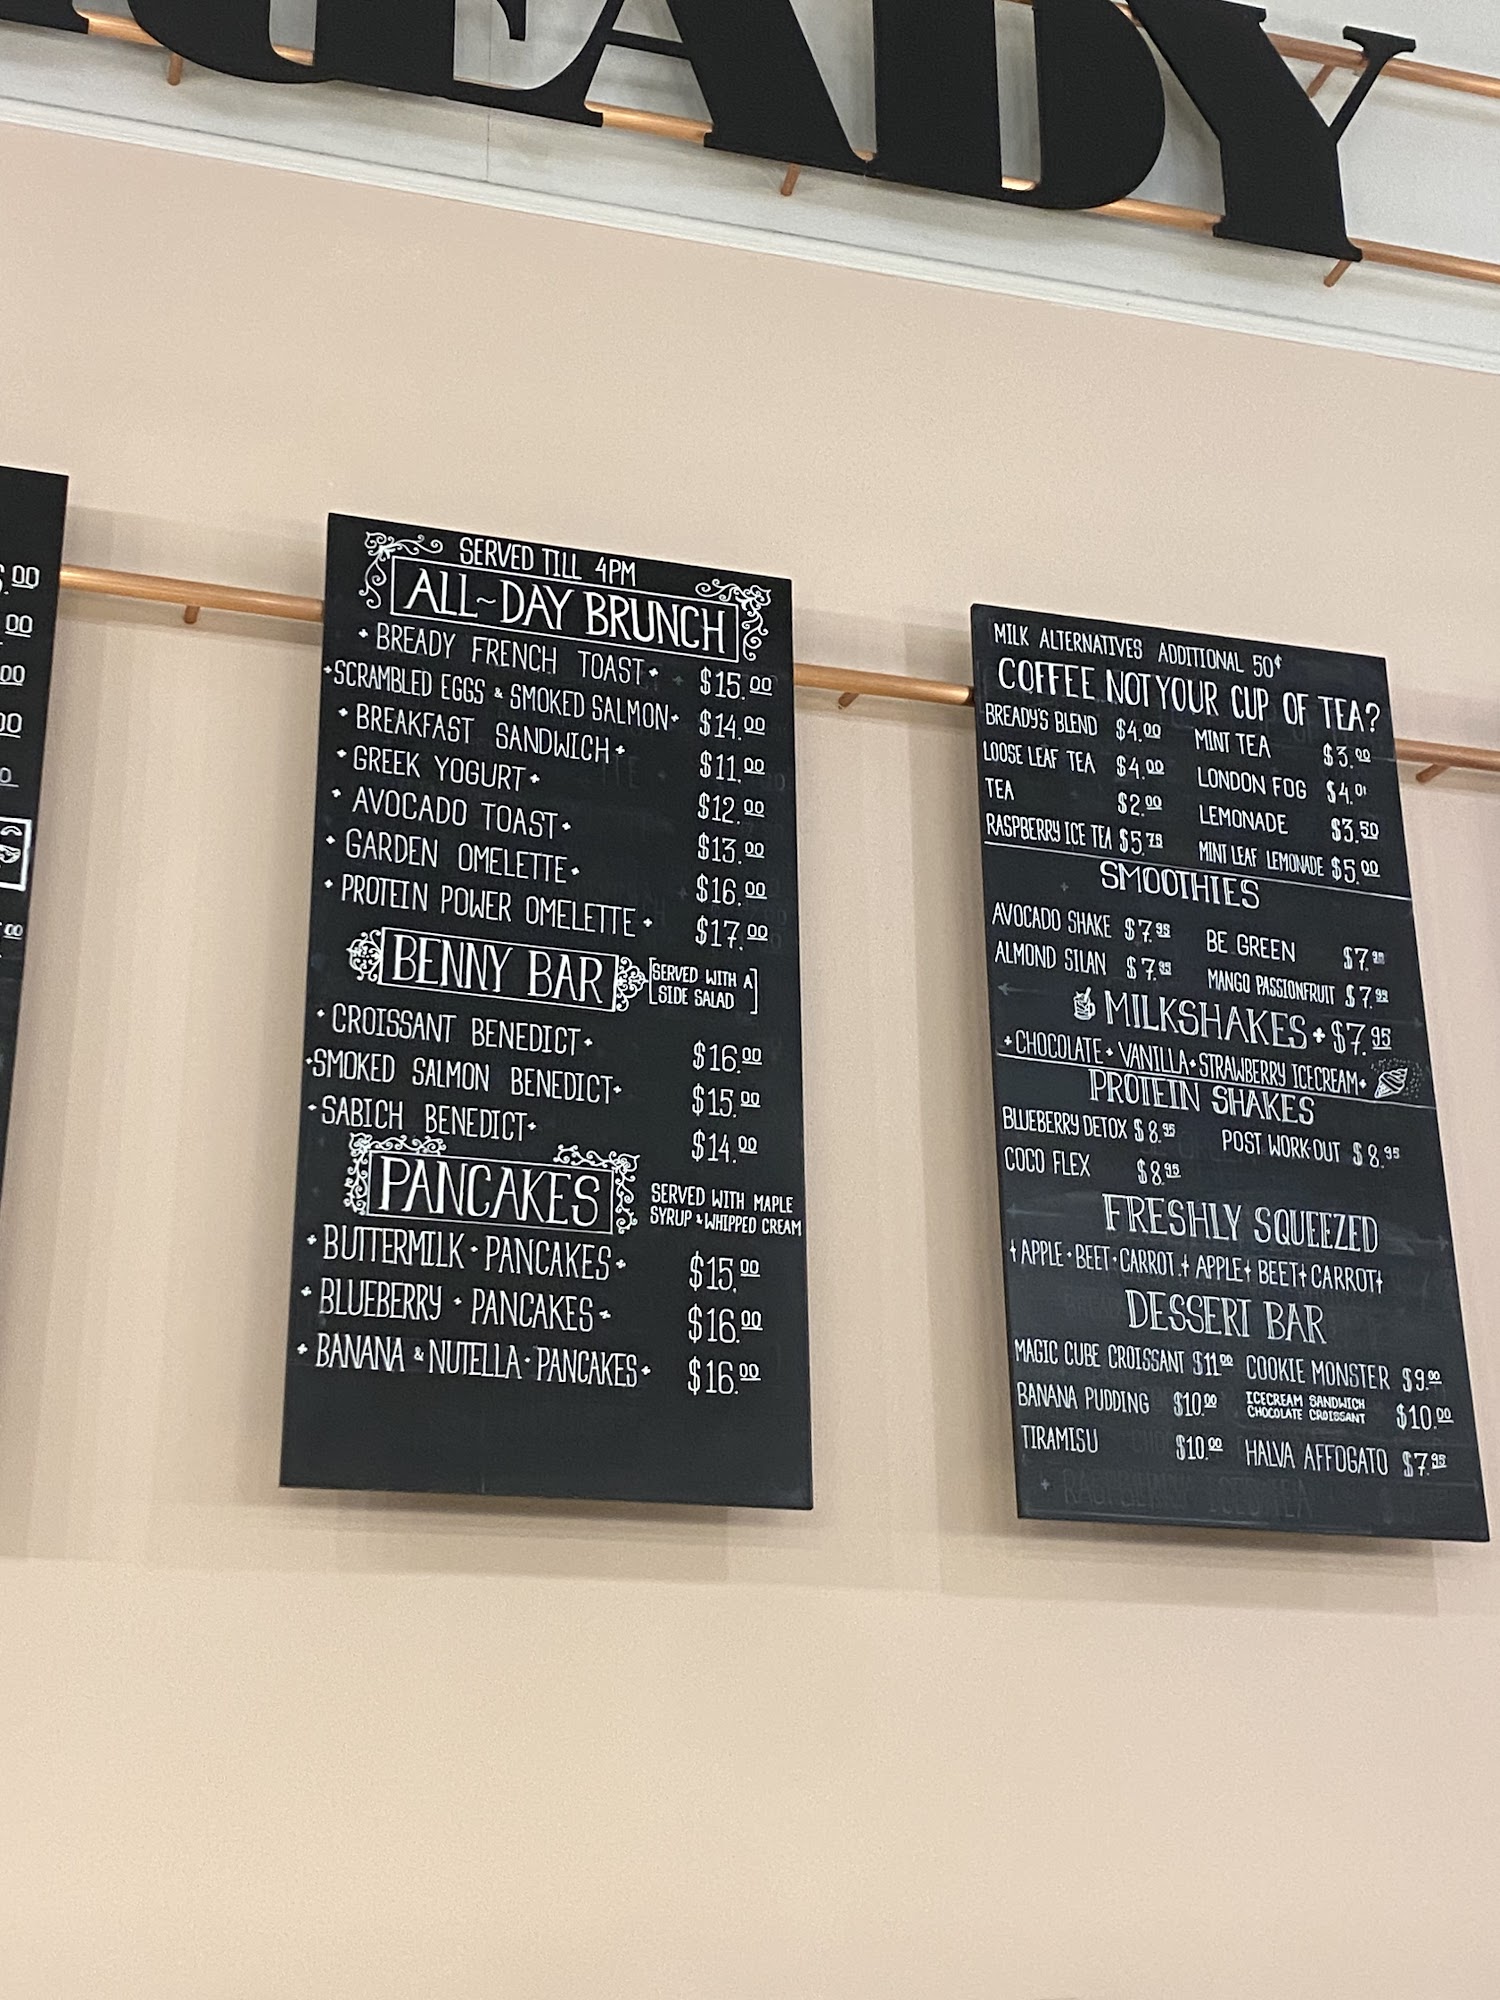 READY
.00
00
00
00
SERVED TILL 4PM
ALL~DAY BRUNCH
BREADY FRENCH TOAST $15.00
SCRAMBLED EGGS & SMOKED SALMON $14.00
BREAKFAST SANDWICH $11.00
GREEK YOGURT $12.00
AVOCADO TOAST $13.00
GARDEN OMELETTE $16.00
PROTEIN POWER OMELETTE $17.00
BENNY BAR [SERVED WITH A
SIDE SALAD]
CROISSANT BENEDICT $16.00
SMOKED SALMON BENEDICT $15.00
SABICH BENEDICT $14.00
PANCAKES SERVED WITH MAPLE
SYRUP & WHIPPED CREAM
BUTTERMILK • PANCAKES $15.00
BLUEBERRY • PANCAKES $16.00
BANANA & NUTELLA • PANCAKES $16.00
MILK ALTERNATIVES ADDITIONAL 50¢
COFFEE NOT YOUR CUP OF TEA?
BREADY'S BLEND $4.00 MINT TEA $3.00
LOOSE LEAF TEA $4.00 LONDON FOG $4.01
TEA $2.00 LEMONADE $3.50
RASPBERRY ICE TEA $5.75 MINT LEAF LEMONADE $5.00
SMOOTHIES
AVOCADO SHAKE $7.95 BE GREEN $7.
ALMOND SILAN $7.95 MANGO PASSIONFRUIT $7.95
MILKSHAKES + $7.95
+ CHOCOLATE + VANILLA + STRAWBERRY ICECREAM +
PROTEIN SHAKES
BLUEBERRY DETOX $8.95 POST WORK-OUT $8.95
COCO FLEX $8.95
FRESHLY SQUEEZED
+ APPLE • BEET • CARROT . + APPLE + BEET + CARROT +
DESSERT BAR
MAGIC CUBE CROISSANT $11.00 COOKIE MONSTER $9.00
BANANA PUDDING $10.00 ICECREAM SANDWICH
CHOCOLATE CROISSANT $10.00
TIRAMISU $10.00 HALVA AFFOGATO $7.95